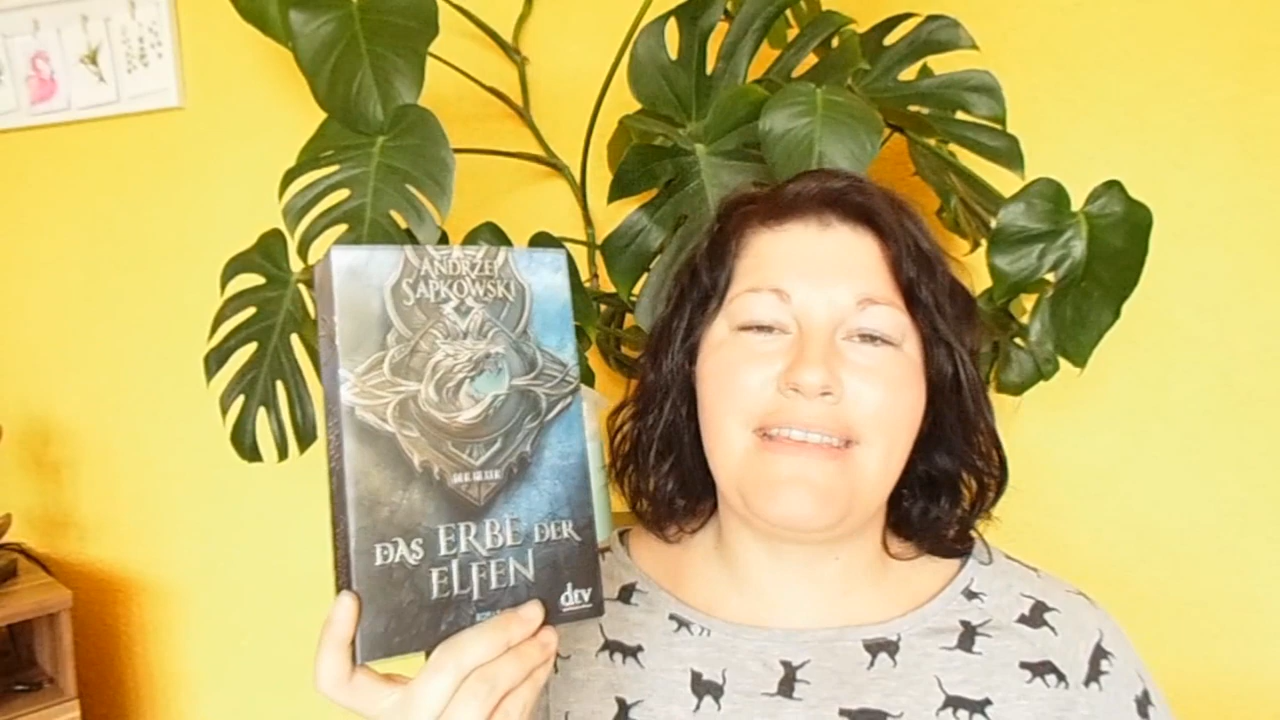 ANDRZEJ
SAPKOWSKI
DAS ERBE DER
ELFEN
dtv